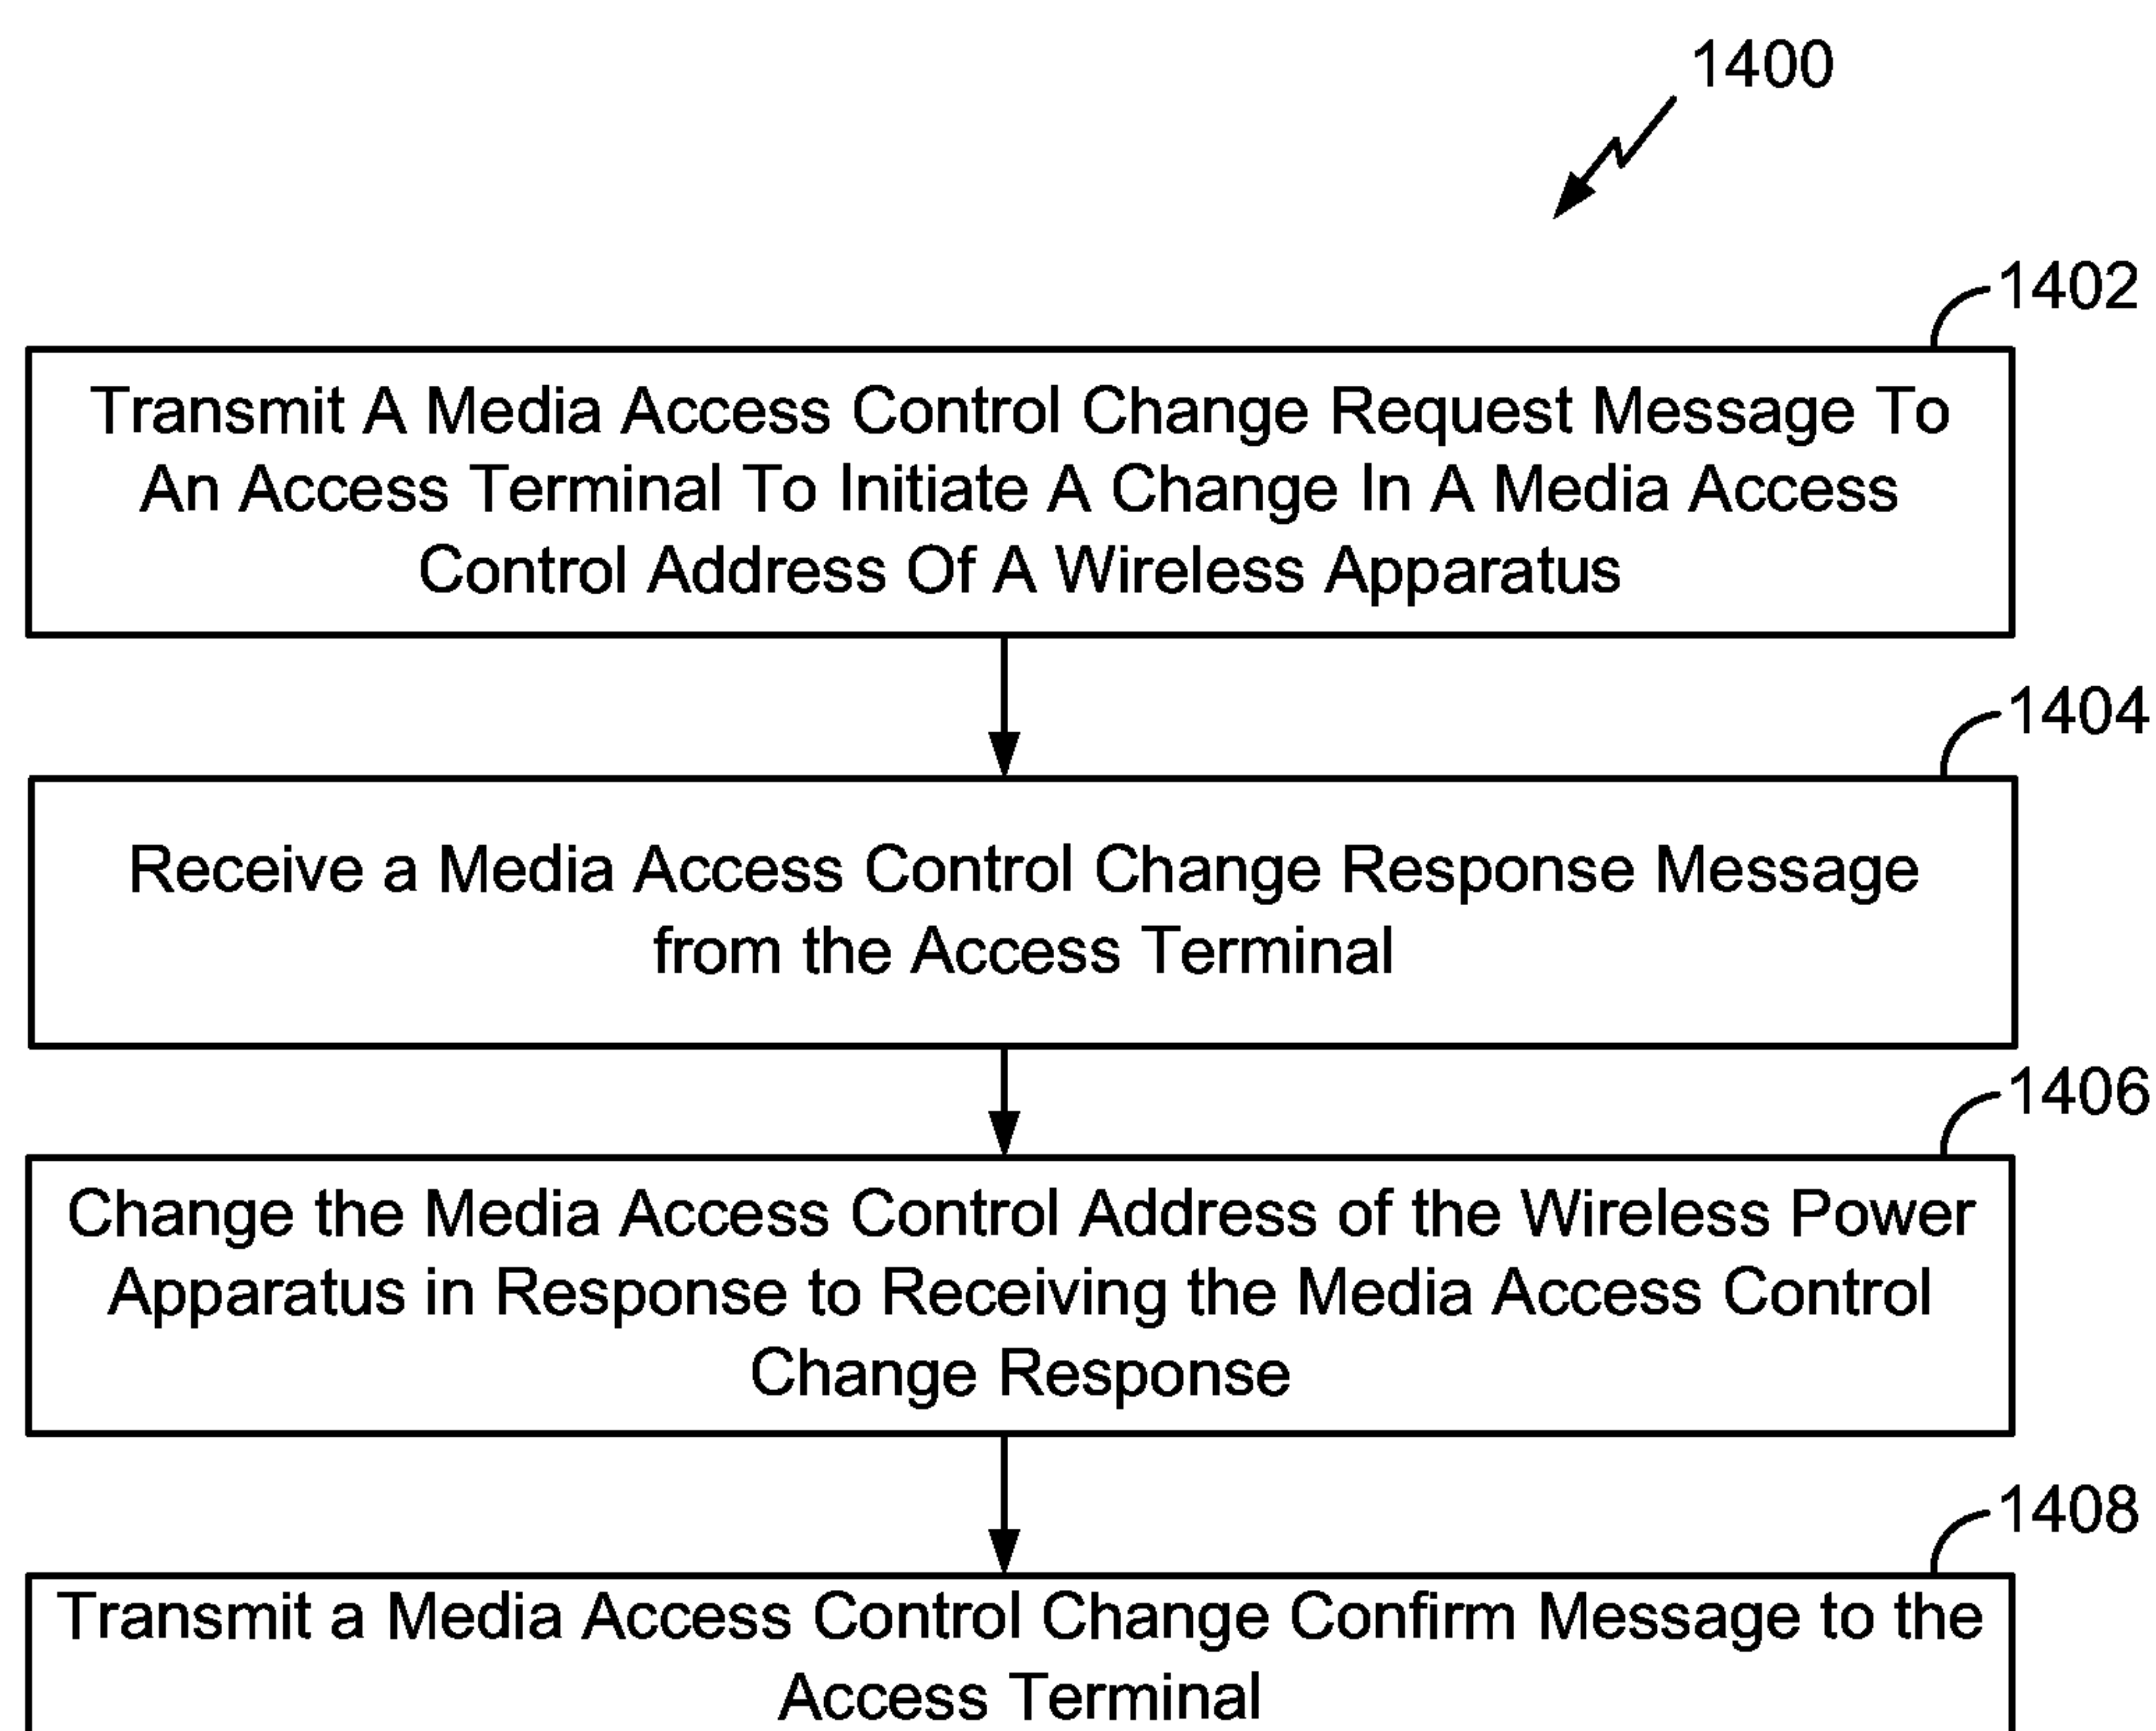 1400
1402
Transmit A Media Access Control Change Request Message To
An Access Terminal To Initiate A Change In A Media Access
Control Address Of A Wireless Apparatus
1404
Receive a Media Access Control Change Response Message
from the Access Terminal
1406
Change the Media Access Control Address of the Wireless Power
Apparatus in Response to Receiving the Media Access Control
Change Response
1408
Transmit a Media Access Control Change Confirm Message to the
Access Terminal